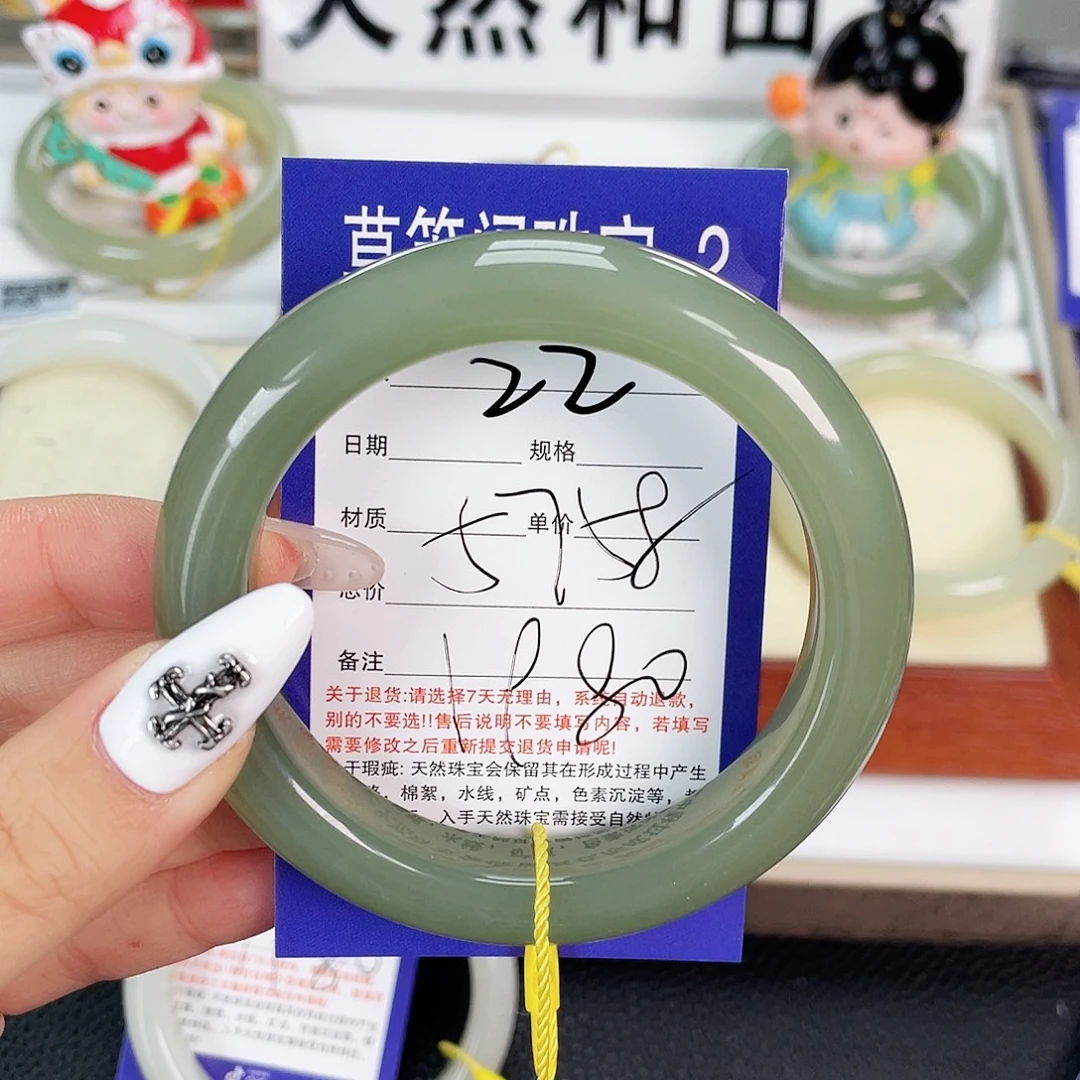 天然和田
珠宝 2
22
日期 规格
材质 单价
5758
总价
备注
1980
关于退货:请选择7天无理由，系统自动退款，
别的不要选!!售后说明不要填写内容，若填写
需要修改之后重新提交退货申请呢!
于瑕疵: 天然珠宝会保留其在形成过程中产生
棉絮，水线，矿点，色素沉淀等，
入手天然珠宝需接受自然